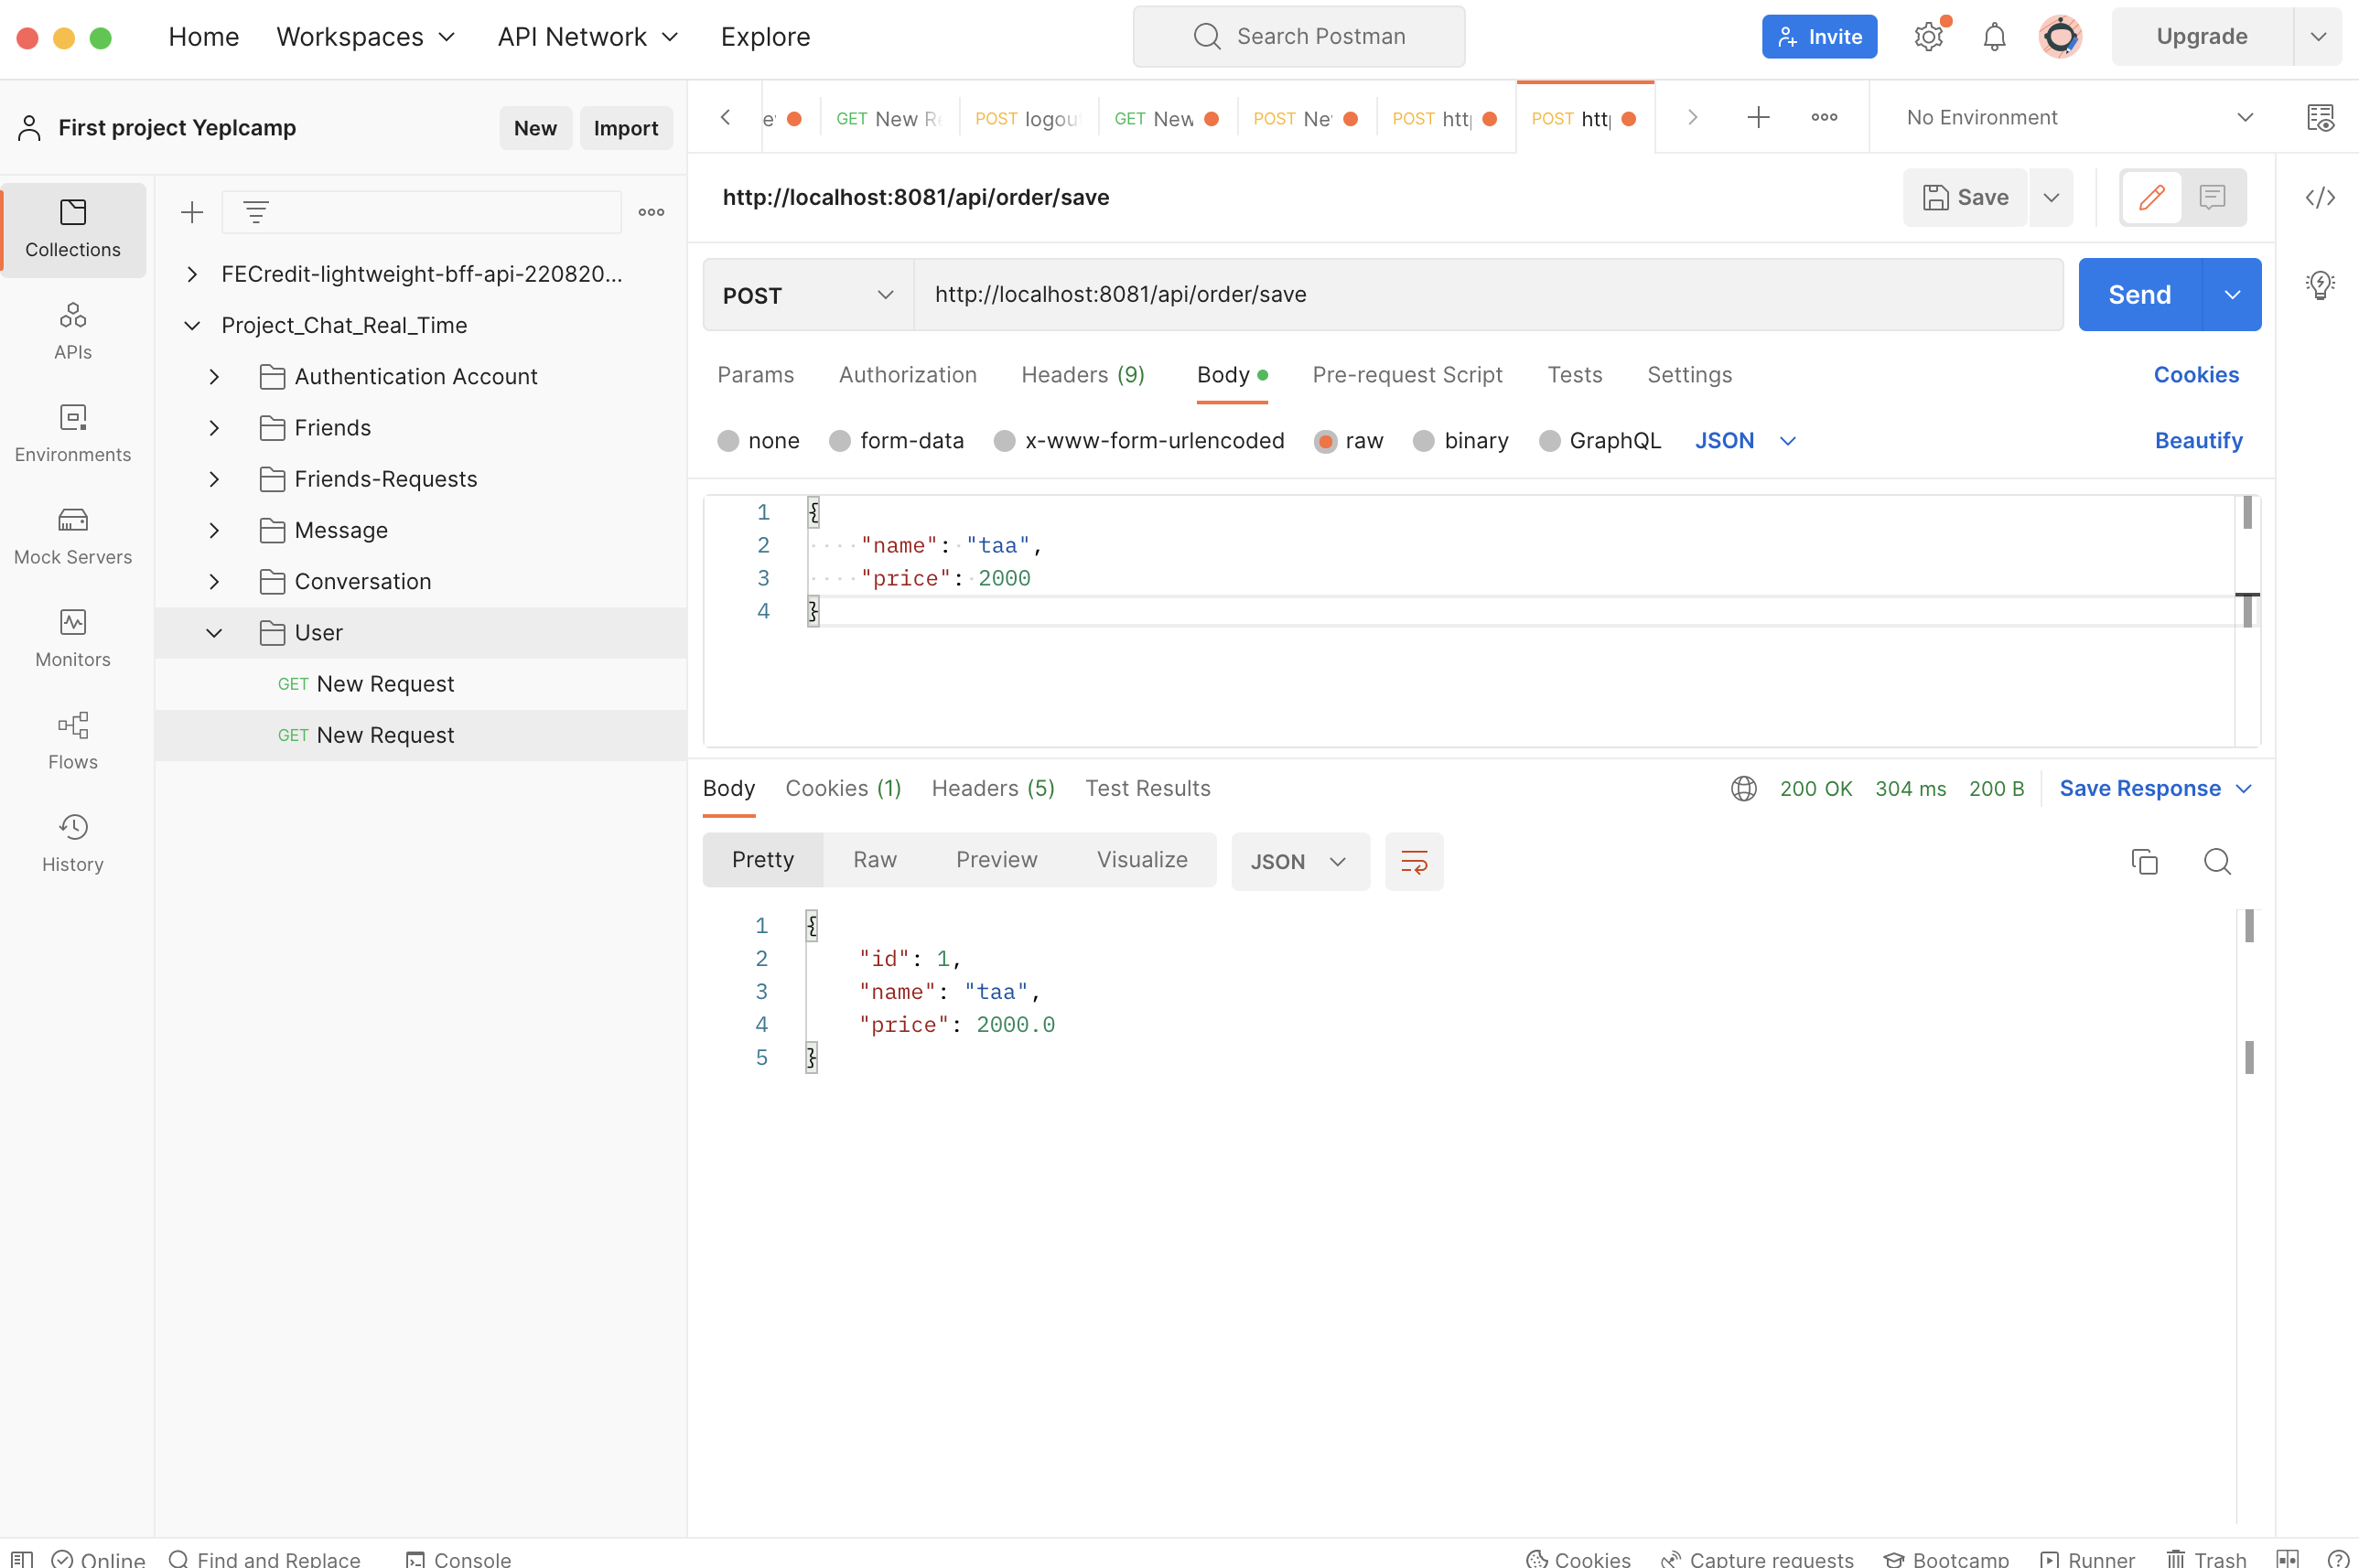 Home Workspaces API Network Explore
Search Postman
Invite
Upgrade
First project Yeplcamp
New Import
GET New Re
POST logou
GET New
POST Ne
POST htt
POST htt
No Environment
Collections
APIs
Environments
Mock Servers
Monitors
Flows
History
FECredit-lightweight-bff-api-220820...
Project_Chat_Real_Time
Authentication Account
Friends
Friends-Requests
Message
Conversation
User
GET New Request
GET New Request
http://localhost:8081/api/order/save
Save
POST http://localhost:8081/api/order/save
Send
Params Authorization Headers (9) Body Pre-request Script Tests Settings Cookies
none form-data x-www-form-urlencoded raw binary GraphQL JSON Beautify
1 {
2 "name": "taa",
3 "price": 2000
4 }
Body Cookies (1) Headers (5) Test Results 200 OK 304 ms 200 B Save Response
Pretty Raw Preview Visualize JSON
1 {
2 "id": 1,
3 "name": "taa",
4 "price": 2000.0
5 }
Online Find and Replace Console Cookies Capture requests Bootcamp Runner Trash